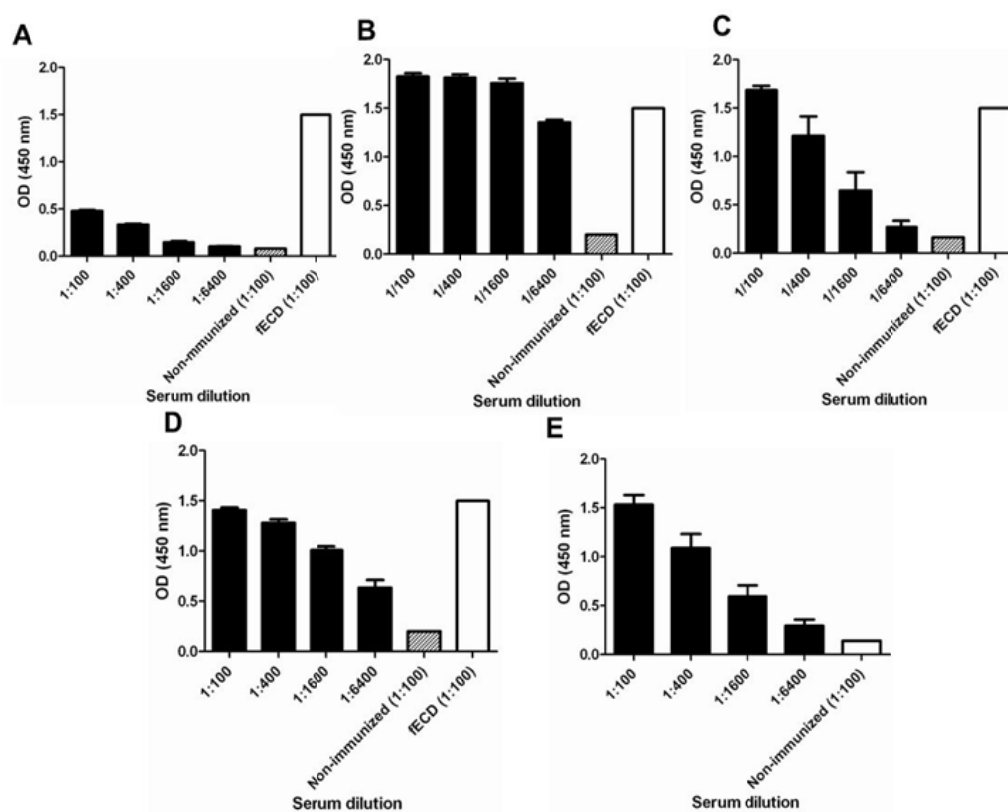 A
OD (450 nm)
2.0
1.5
1.0
0.5
0.0
1:100
1:400
1:1600
1:6400
Non-mmunized (1:100)
fECD (1:100)
Serum dilution
B
OD (450 nm)
2.0
1.5
1.0
0.5
0.0
1/100
1/400
1/1600
1/6400
Non-immunized (1:100)
fECD (1:100)
Serum dilution
C
OD (450 nm)
2.0
1.5
1.0
0.5
0.0
1/100
1/400
1/1600
1/6400
Non-immunized (1:100)
fECD (1:100)
Serum dilution
D
OD (450 nm)
2.0
1.5
1.0
0.5
0.0
1:100
1:400
1:1600
1:6400
Non-immunized (1:100)
fECD (1:100)
Serum dilution
E
OD (450 nm)
2.0
1.5
1.0
0.5
0.0
1:100
1:400
1:1600
1:6400
Non-immunized (1:100)
Serum dilution